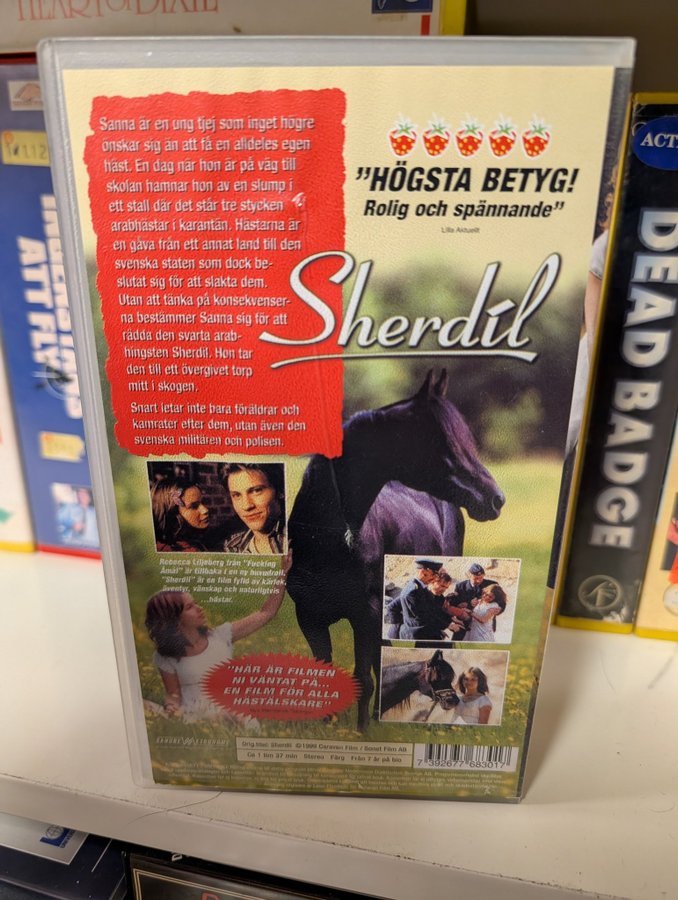 HEART OF DIXIE
Sanna är en ung tjej som inget högre
önskar sig än att få en alldeles egen
häst. En dag när hon är på väg till
skolan hamnar hon av en slump i
ett stall där det står tre stycken
arabhästar i karantän. Hästarna är
en gåva från ett annat land till den
svenska staten som dock be-
slutat sig för att slakta dem.
Utan att tänka på konsekvenser-
na bestämmer Sanna sig för att
rädda den svarta arab-
hingsten Sherdil. Hon tar
den till ett övergivet torp
mitt i skogen.
Snart letar inte bara föräldrar och
kamrater efter dem, utan även den
svenska militären och polisen.
"HÖGSTA BETYG!
Rolig och spännande"
Lilla Aktuellt
Sherdil
Rebecca Liljeberg från "Fucking
Åmål" är tillbaka i en ny huvudroll.
"Sherdil" är en film fylld av kärlek,
äventyr, vänskap och naturligtvis
...hästar.
"HÄR ÄR FILMEN
NI VÄNTAT PÅ...
EN FILM FÖR ALLA
HÄSTÄLSKARE"
SANDREW METRONOME
Orig.titel: Sherdil ©1999 Caravan Film / Sonet Film AB
Ca 1 tim 37 min Stereo Färg Från 7 år på bio
7 392677 683017
INGENSTANS
ATT FLY
ACT
DEAD BADGE